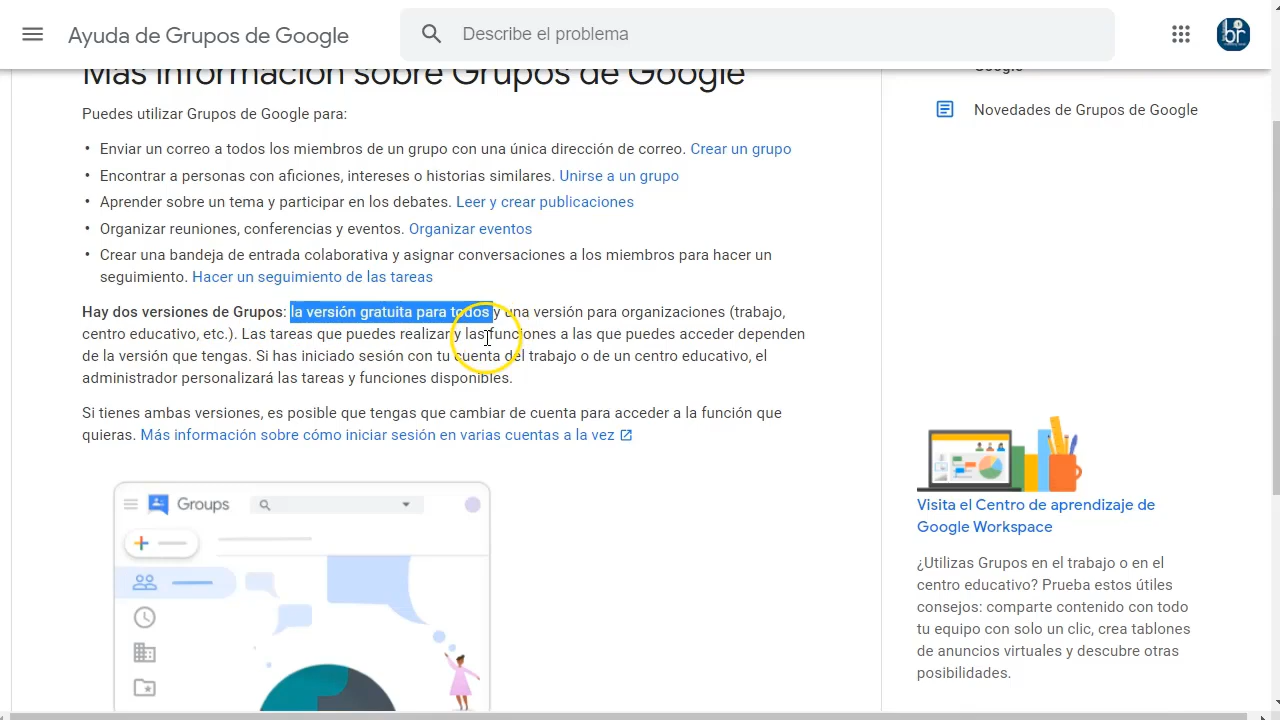 Ayuda de Grupos de Google
Describe el problema
br
Más información sobre Grupos de Google
Puedes utilizar Grupos de Google para:
• Enviar un correo a todos los miembros de un grupo con una única dirección de correo. Crear un grupo
• Encontrar a personas con aficiones, intereses o historias similares. Unirse a un grupo
• Aprender sobre un tema y participar en los debates. Leer y crear publicaciones
• Organizar reuniones, conferencias y eventos. Organizar eventos
• Crear una bandeja de entrada colaborativa y asignar conversaciones a los miembros para hacer un
seguimiento. Hacer un seguimiento de las tareas
Hay dos versiones de Grupos: la versión gratuita para todos y una versión para organizaciones (trabajo,
centro educativo, etc.). Las tareas que puedes realizar y las funciones a las que puedes acceder dependen
de la versión que tengas. Si has iniciado sesión con tu cuenta del trabajo o de un centro educativo, el
administrador personalizará las tareas y funciones disponibles.
Si tienes ambas versiones, es posible que tengas que cambiar de cuenta para acceder a la función que
quieras. Más información sobre cómo iniciar sesión en varias cuentas a la vez
Groups
Google
Novedades de Grupos de Google
Visita el Centro de aprendizaje de
Google Workspace
¿Utilizas Grupos en el trabajo o en el
centro educativo? Prueba estos útiles
consejos: comparte contenido con todo
tu equipo con solo un clic, crea tablones
de anuncios virtuales y descubre otras
posibilidades.